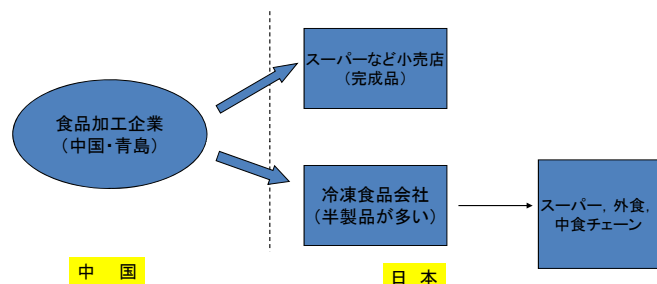 スーパーなど小売店
（完成品）
食品加工企業
（中国・青島）
冷凍食品会社
（半製品が多い）
スーパー，外食，
中食チェーン
中　国
日 本